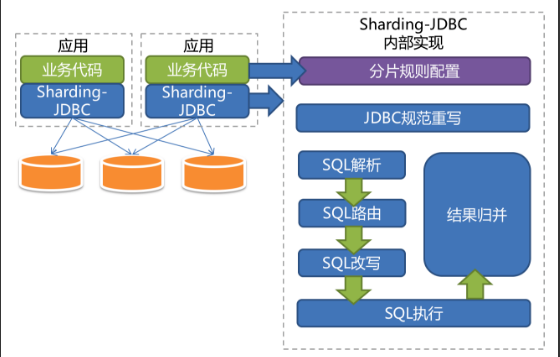 应用
业务代码
Sharding-
JDBC
应用
业务代码
Sharding-
JDBC
Sharding-JDBC
内部实现
分片规则配置
JDBC规范重写
SQL解析
SQL路由
SQL改写
结果归并
SQL执行